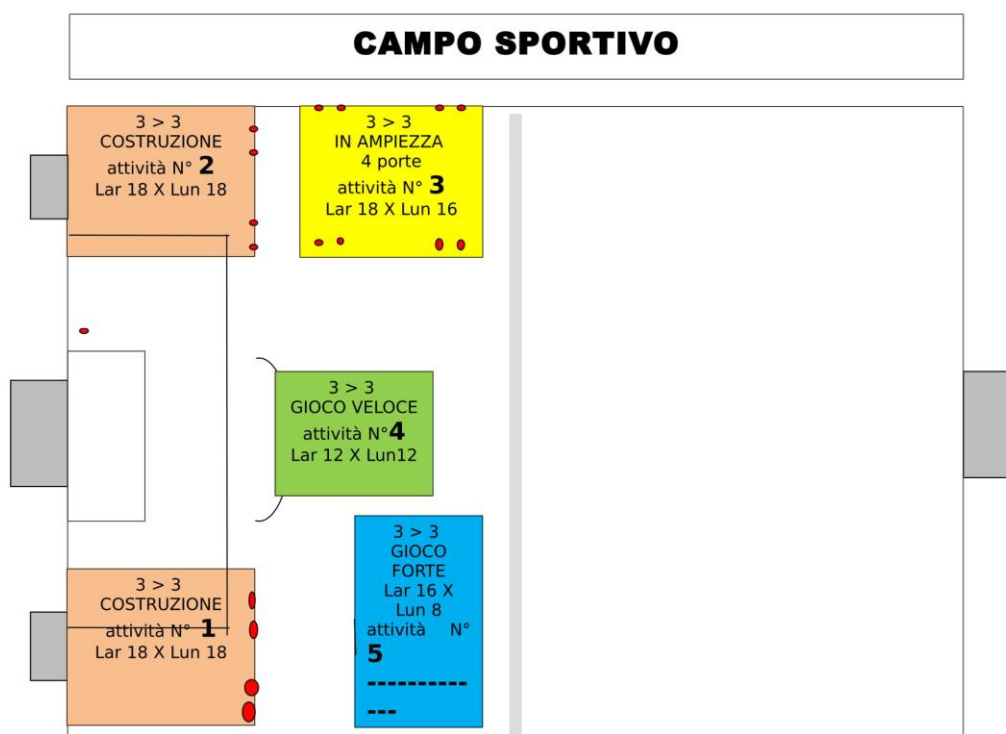 CAMPO SPORTIVO
3 > 3
COSTRUZIONE
attività N° 2
Lar 18 X Lun 18
3 > 3
IN AMPIEZZA
4 porte
attività N° 3
Lar 18 X Lun 16
3 > 3
GIOCO VELOCE
attività N°4
Lar 12 X Lun12
3 > 3
COSTRUZIONE
attività N° 1
Lar 18 X Lun 18
3 > 3
GIOCO
FORTE
Lar 16 X
Lun 8
attività N°
5
----------
---